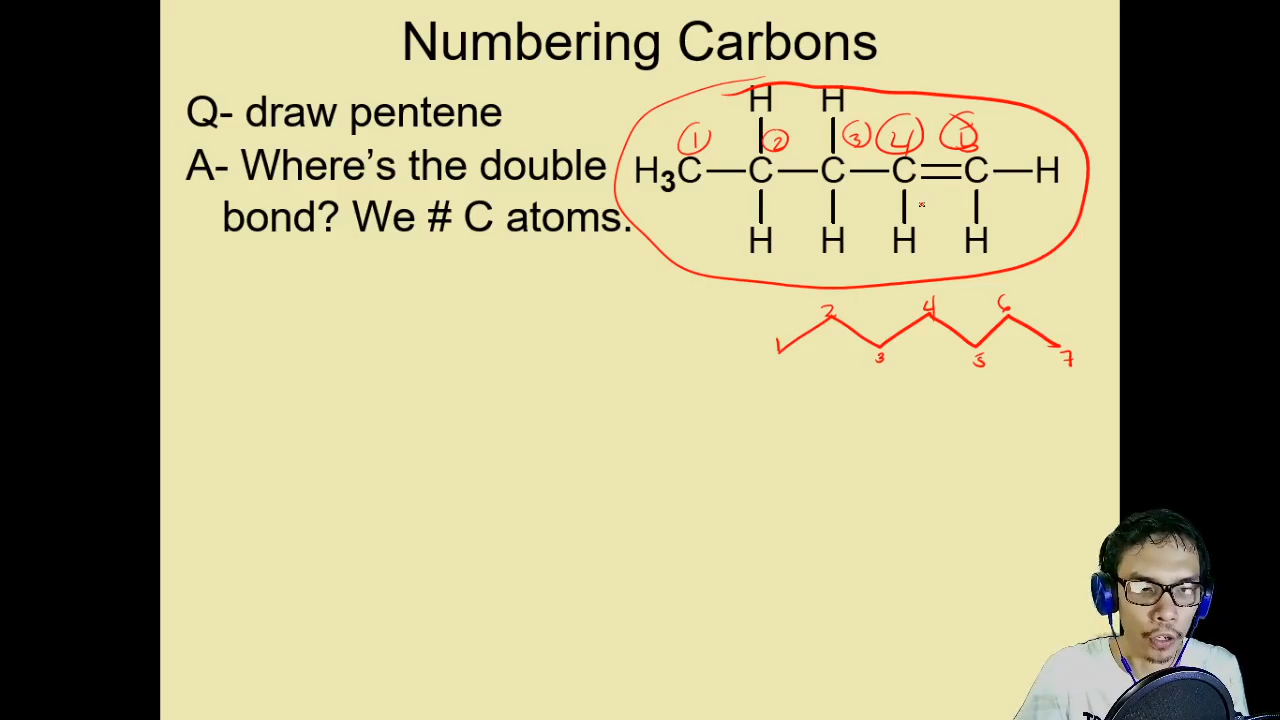 Numbering Carbons
Q- draw pentene
A- Where's the double
bond? We # C atoms.
H H
1 2 3 4
H3C C C C C H
H H H H
2 4 6
1 3 5 7